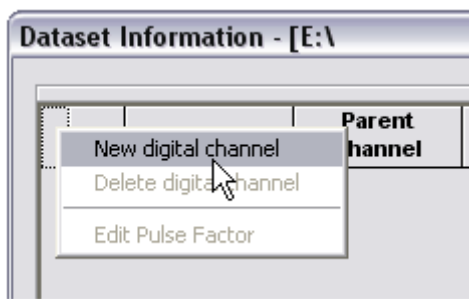 Dataset Information - [E:\
Parent
hannel
New digital channel
Delete digital channel
Edit Pulse Factor